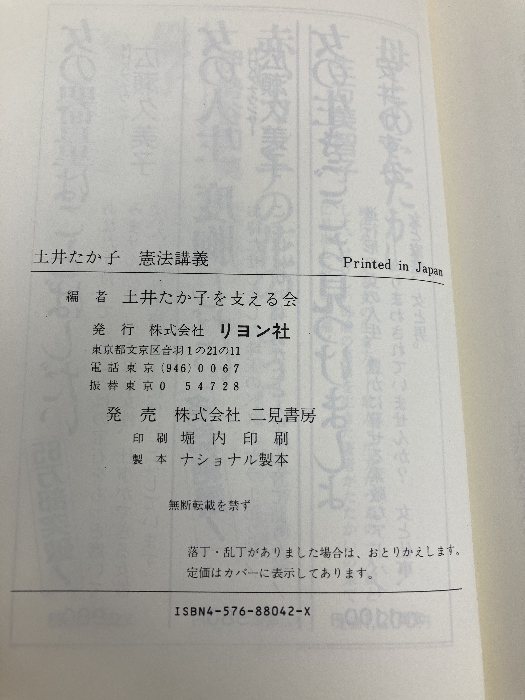 土井たか子 憲法講義
Printed in Japan
編者 土井たか子を支える会
発行 株式会社 リヨン社
東京都文京区音羽1の21の11
電話東京(946)0067
振替東京0 54728
発売 株式会社 二見書房
印刷 堀内印刷
製本 ナショナル製本
無断転載を禁ず
落丁・乱丁がありました場合は、おとりかえします。
定価はカバーに表示してあります。
ISBN4-576-88042-X